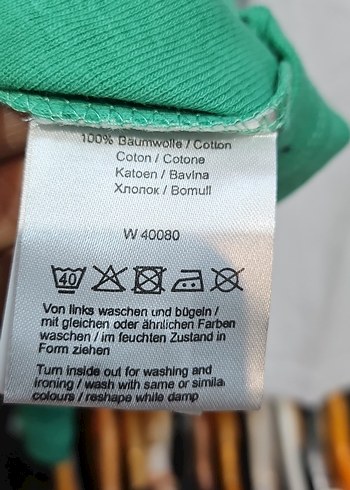 100% Baumwolle / Cotton
Coton / Cotone
Katoen / Bavlna
Хлопок / Bomull
W 40080
40
Von links waschen und bügeln /
mit gleichen oder ähnlichen Farben
waschen / im feuchten Zustand in
Form ziehen
Turn inside out for washing and
ironing / wash with same or simila
colours / reshape while damp